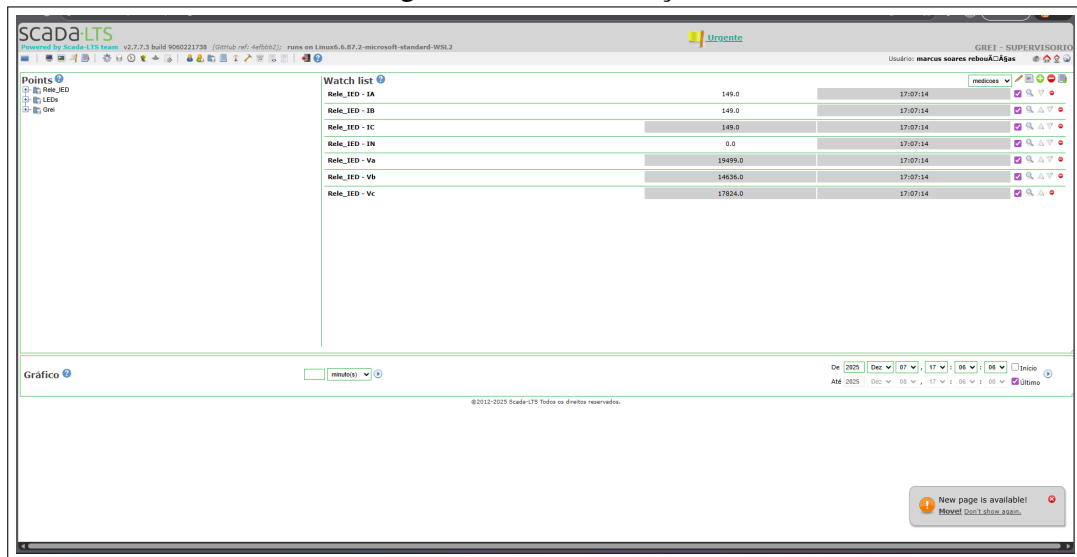 scada-LTS
Urgente
Powered by Scada-LTS team v2.7.7.3 build 9060221738 [GitHub ref: 4efbbb2]; runs on Linux6.6.87.2-microsoft-standard-WSL2
GREI - SUPERVISORIO
Usuário: marcus soares rebouÃ□Â§as
Points
Rele_IED
LEDs
Grei
Watch list
medicoes
Rele_IED - IA 149.0 17:07:14
Rele_IED - IB 149.0 17:07:14
Rele_IED - IC 149.0 17:07:14
Rele_IED - IN 0.0 17:07:14
Rele_IED - Va 19499.0 17:07:14
Rele_IED - Vb 14636.0 17:07:14
Rele_IED - Vc 17824.0 17:07:14
Gráfico
minuto(s)
De 2025 Dez 07 , 17 : 06 : 06 Início
Até 2025 Dez 08 , 17 : 06 : 08 Último
©2012-2025 Scada-LTS Todos os direitos reservados.
New page is available!
Move! Don't show again.